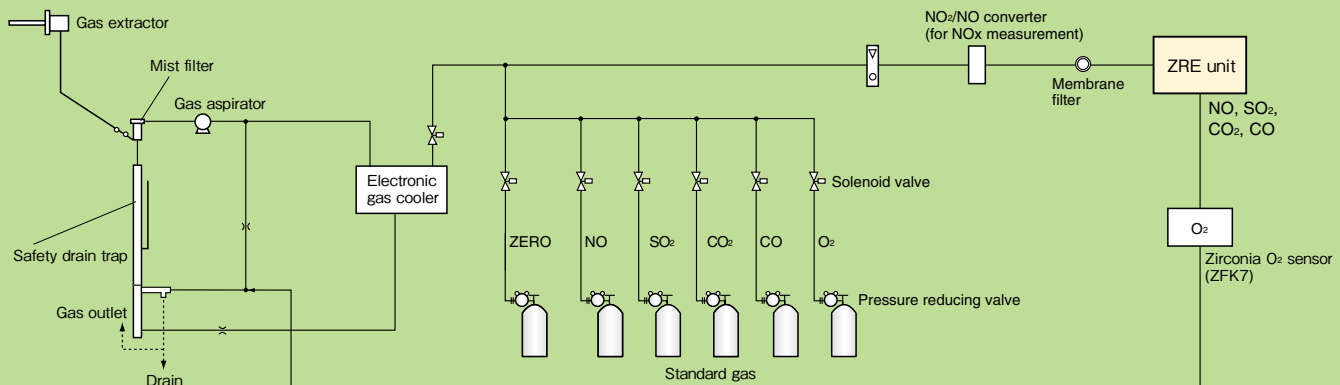 Gas extractor
Mist filter
Gas aspirator
Safety drain trap
Gas outlet
Drain
Electronic
gas cooler
ZERO
NO
SO₂
CO₂
CO
O₂
Solenoid valve
Pressure reducing valve
Standard gas
NO₂/NO converter
(for NOx measurement)
Membrane
filter
ZRE unit
NO, SO₂,
CO₂, CO
O₂
Zirconia O₂ sensor
(ZFK7)